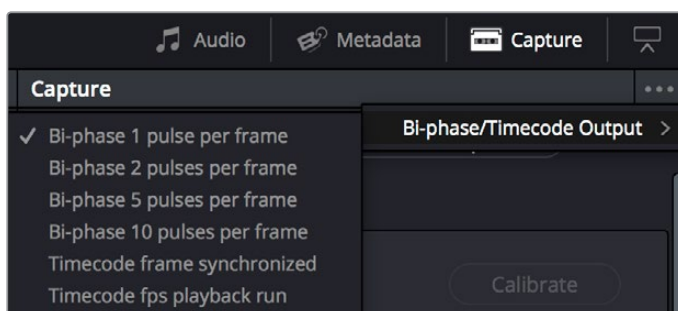 Audio
Metadata
Capture
Capture
Bi-phase/Timecode Output
Bi-phase 1 pulse per frame
Bi-phase 2 pulses per frame
Bi-phase 5 pulses per frame
Bi-phase 10 pulses per frame
Timecode frame synchronized
Timecode fps playback run
Calibrate